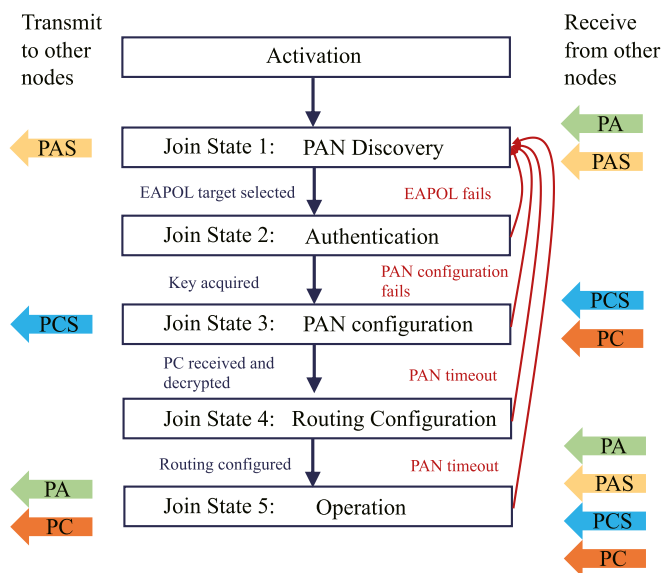 Transmit
to other
nodes
Receive
from other
nodes
Activation
PA
PAS
Join State 1: PAN Discovery
PAS
EAPOL target selected
EAPOL fails
Join State 2: Authentication
Key acquired
PAN configuration
fails
PCS
PCS
Join State 3: PAN configuration
PC
PC received and
decrypted
PAN timeout
Join State 4: Routing Configuration
PA
Routing configured
PAN timeout
PAS
PA
Join State 5: Operation
PC
PCS
PC